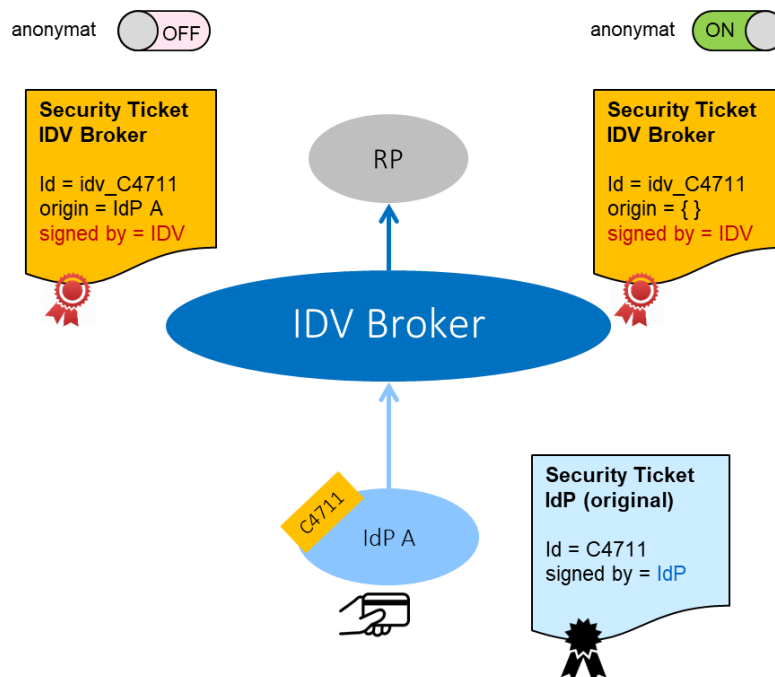 anonymat OFF
anonymat ON
Security Ticket
IDV Broker
Id = idv_C4711
origin = IdP A
signed by = IDV
RP
Security Ticket
IDV Broker
Id = idv_C4711
origin = { }
signed by = IDV
IDV Broker
C4711
IdP A
Security Ticket
IdP (original)
Id = C4711
signed by = IdP